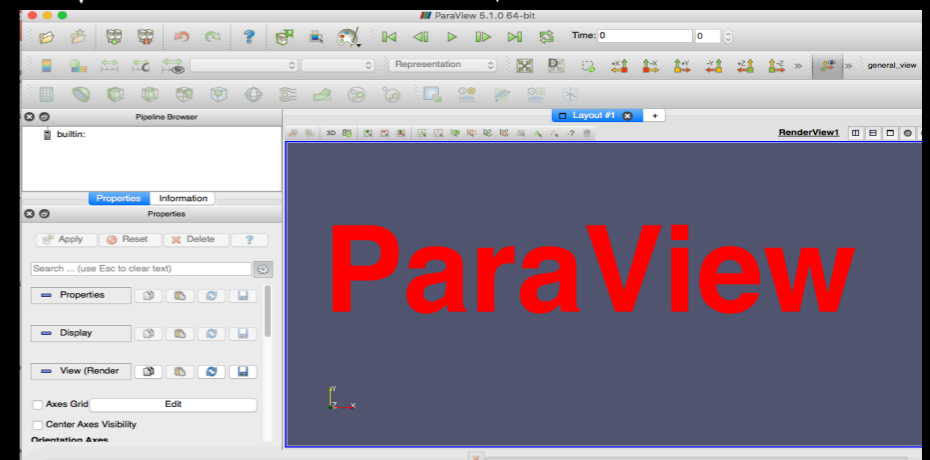 ParaView 5.1.0 64-bit
Time: 0 0
Representation general_view
Pipeline Browser Layout #1 +
builtin: 3D RenderView1
Properties Information
Properties
Apply Reset Delete ?
Search ... (use Esc to clear text)
Properties
Display
View (Render
Axes Grid Edit
Center Axes Visibility
Orientation Axes
ParaView
Y
Z X